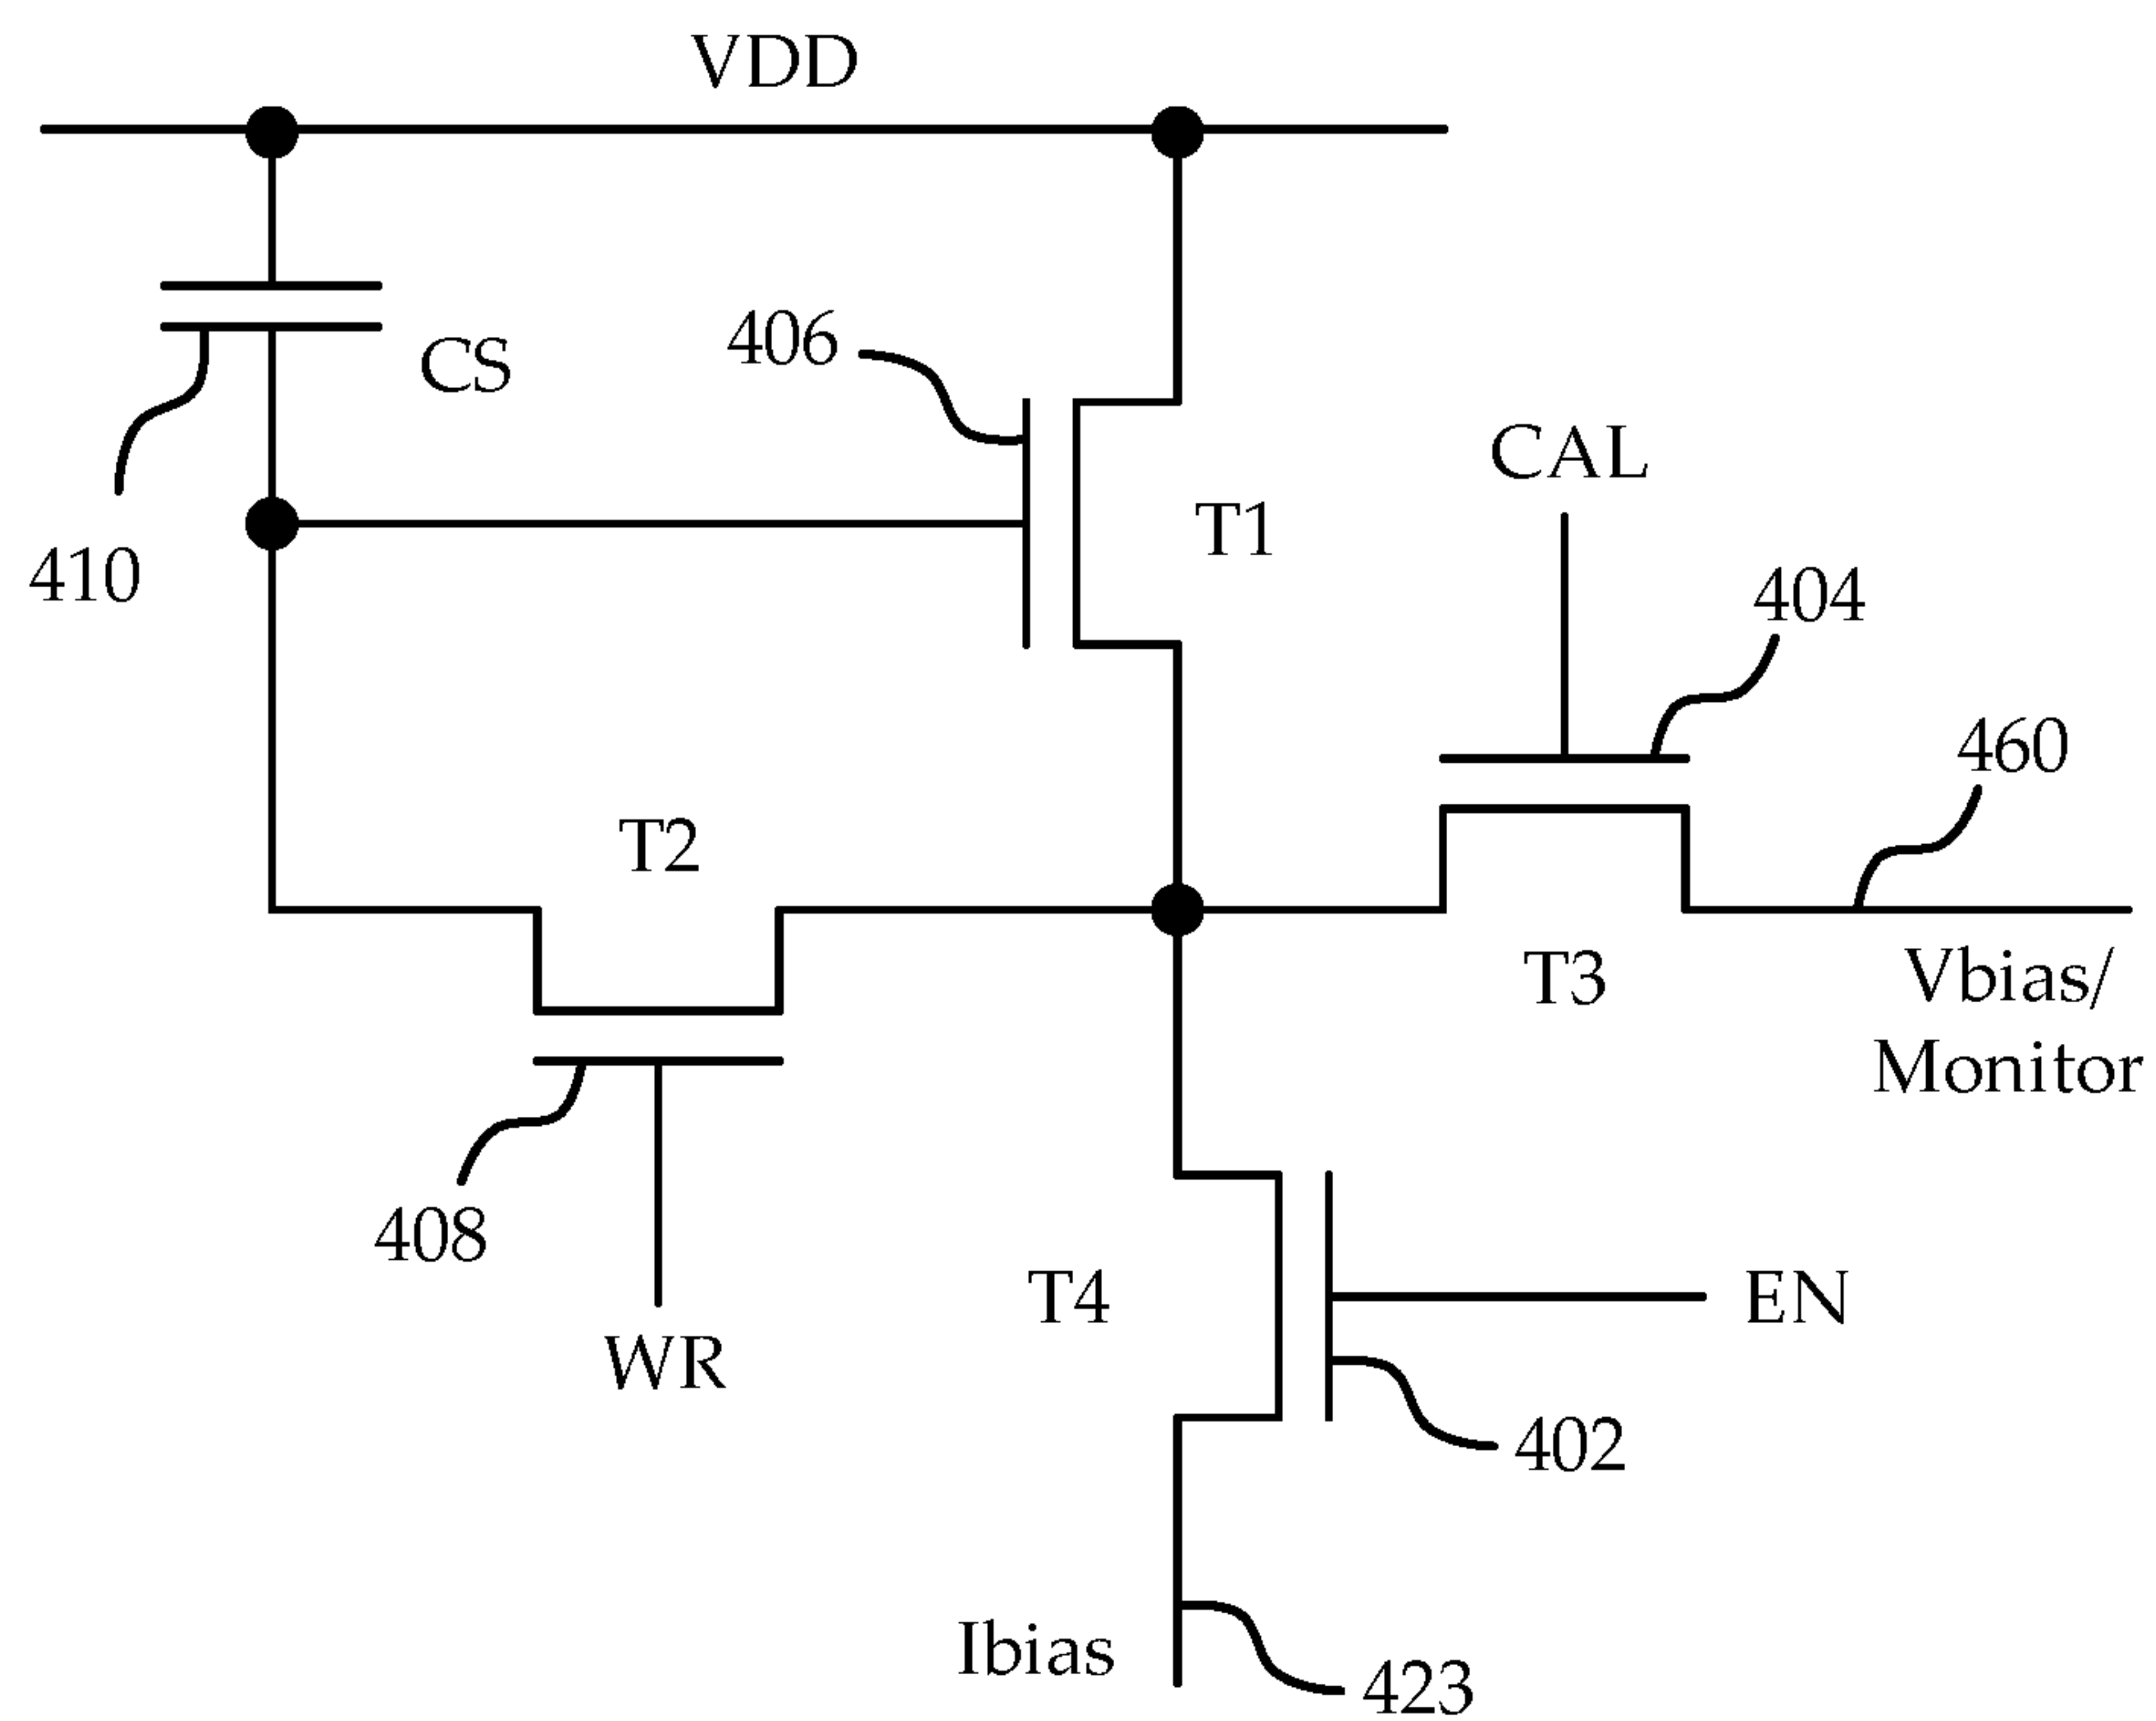 VDD
406
CS
CAL
T1
410
404
460
T2
T3
Vbias/
Monitor
408
T4
EN
WR
402
Ibias
423